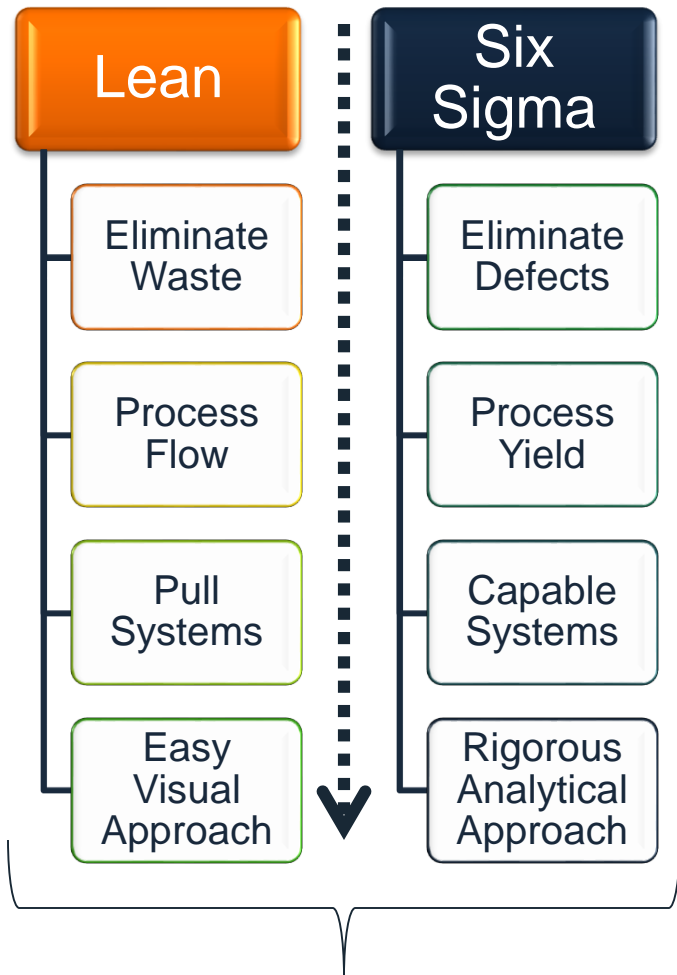 Lean
Eliminate
Waste
Process
Flow
Pull
Systems
Easy
Visual
Approach
Six
Sigma
Eliminate
Defects
Process
Yield
Capable
Systems
Rigorous
Analytical
Approach